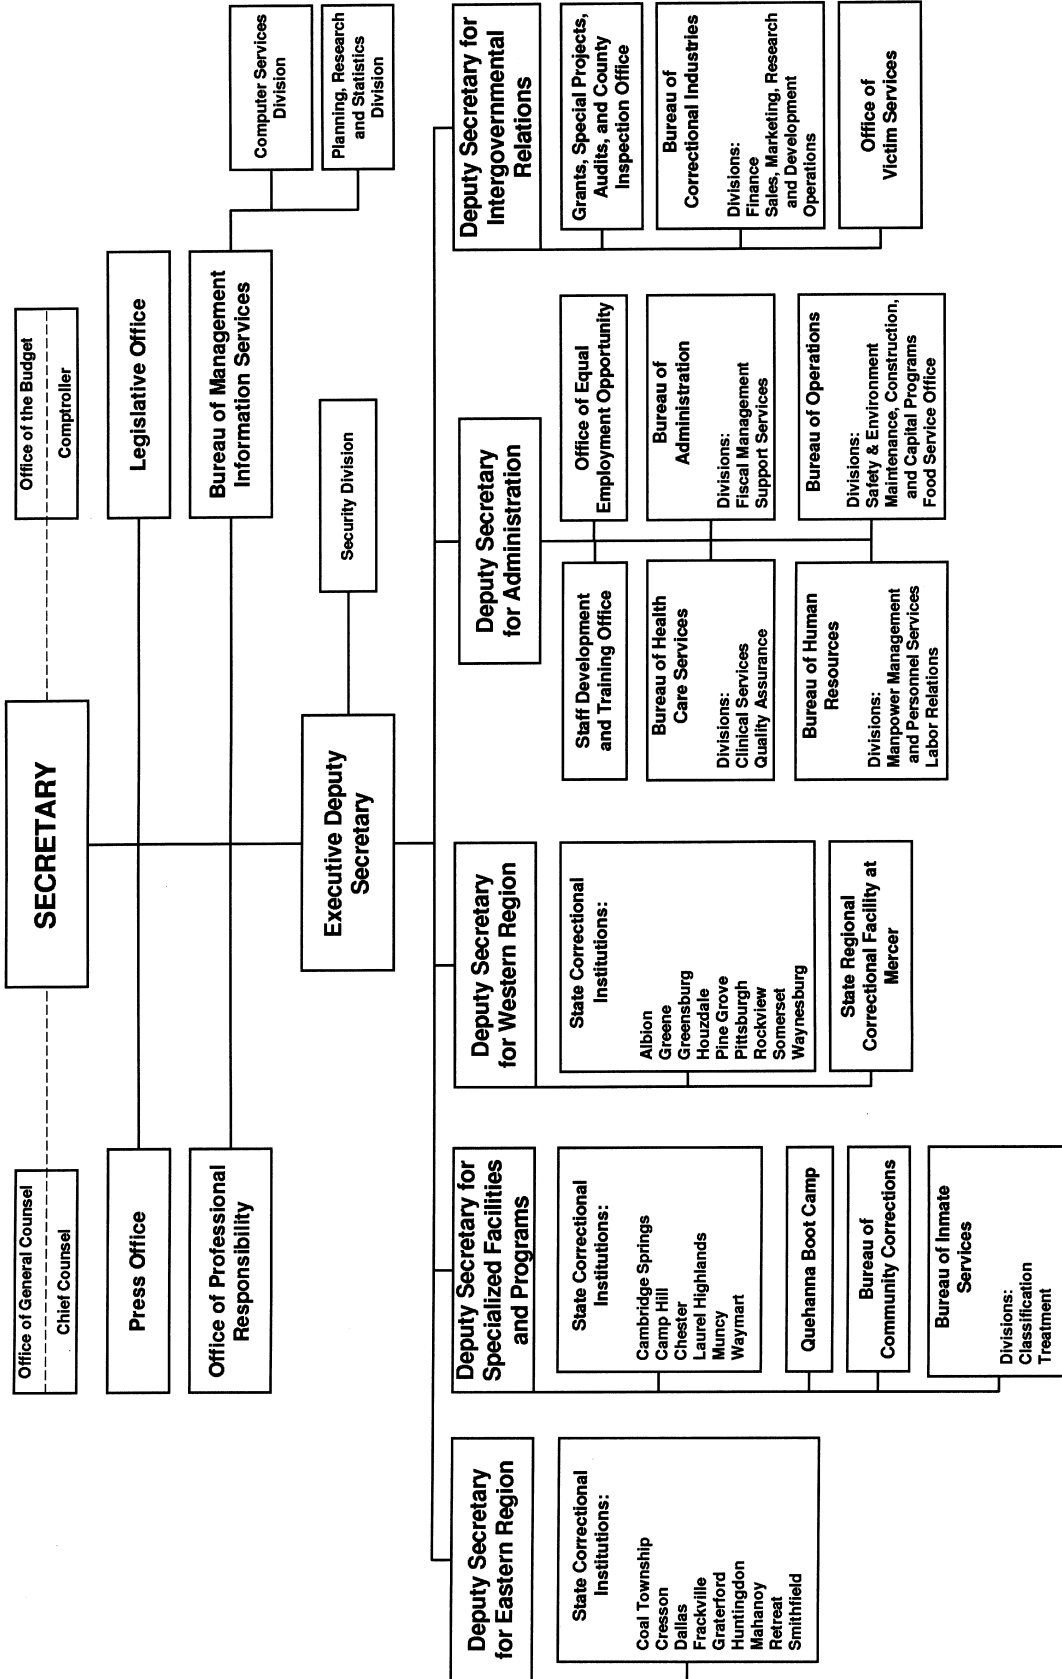 Office of General Counsel
Chief Counsel
SECRETARY
Office of the Budget
Comptroller
Press Office
Legislative Office
Office of Professional
Responsibility
Bureau of Management
Information Services
Computer Services
Division
Planning, Research
and Statistics
Division
Executive Deputy
Secretary
Security Division
Deputy Secretary
for Eastern Region
State Correctional
Institutions:
Coal Township
Cresson
Dallas
Frackville
Graterford
Huntingdon
Mahanoy
Retreat
Smithfield
Deputy Secretary for
Specialized Facilities
and Programs
State Correctional
Institutions:
Cambridge Springs
Camp Hill
Chester
Laurel Highlands
Muncy
Waymart
Quehanna Boot Camp
Bureau of
Community Corrections
Bureau of Inmate
Services
Divisions:
Classification
Treatment
Deputy Secretary
for Western Region
State Correctional
Institutions:
Albion
Greene
Greensburg
Houzdale
Pine Grove
Pittsburgh
Rockview
Somerset
Waynesburg
State Regional
Correctional Facility at
Mercer
Deputy Secretary
for Administration
Staff Development
and Training Office
Office of Equal
Employment Opportunity
Bureau of Health
Care Services
Divisions:
Clinical Services
Quality Assurance
Bureau of
Administration
Divisions:
Fiscal Management
Support Services
Bureau of Human
Resources
Divisions:
Manpower Management
and Personnel Services
Labor Relations
Bureau of Operations
Divisions:
Safety & Environment
Maintenance, Construction,
and Capital Programs
Food Service Office
Deputy Secretary for
Intergovernmental
Relations
Grants, Special Projects,
Audits, and County
Inspection Office
Bureau of
Correctional Industries
Divisions:
Finance
Sales, Marketing, Research
and Development
Operations
Office of
Victim Services